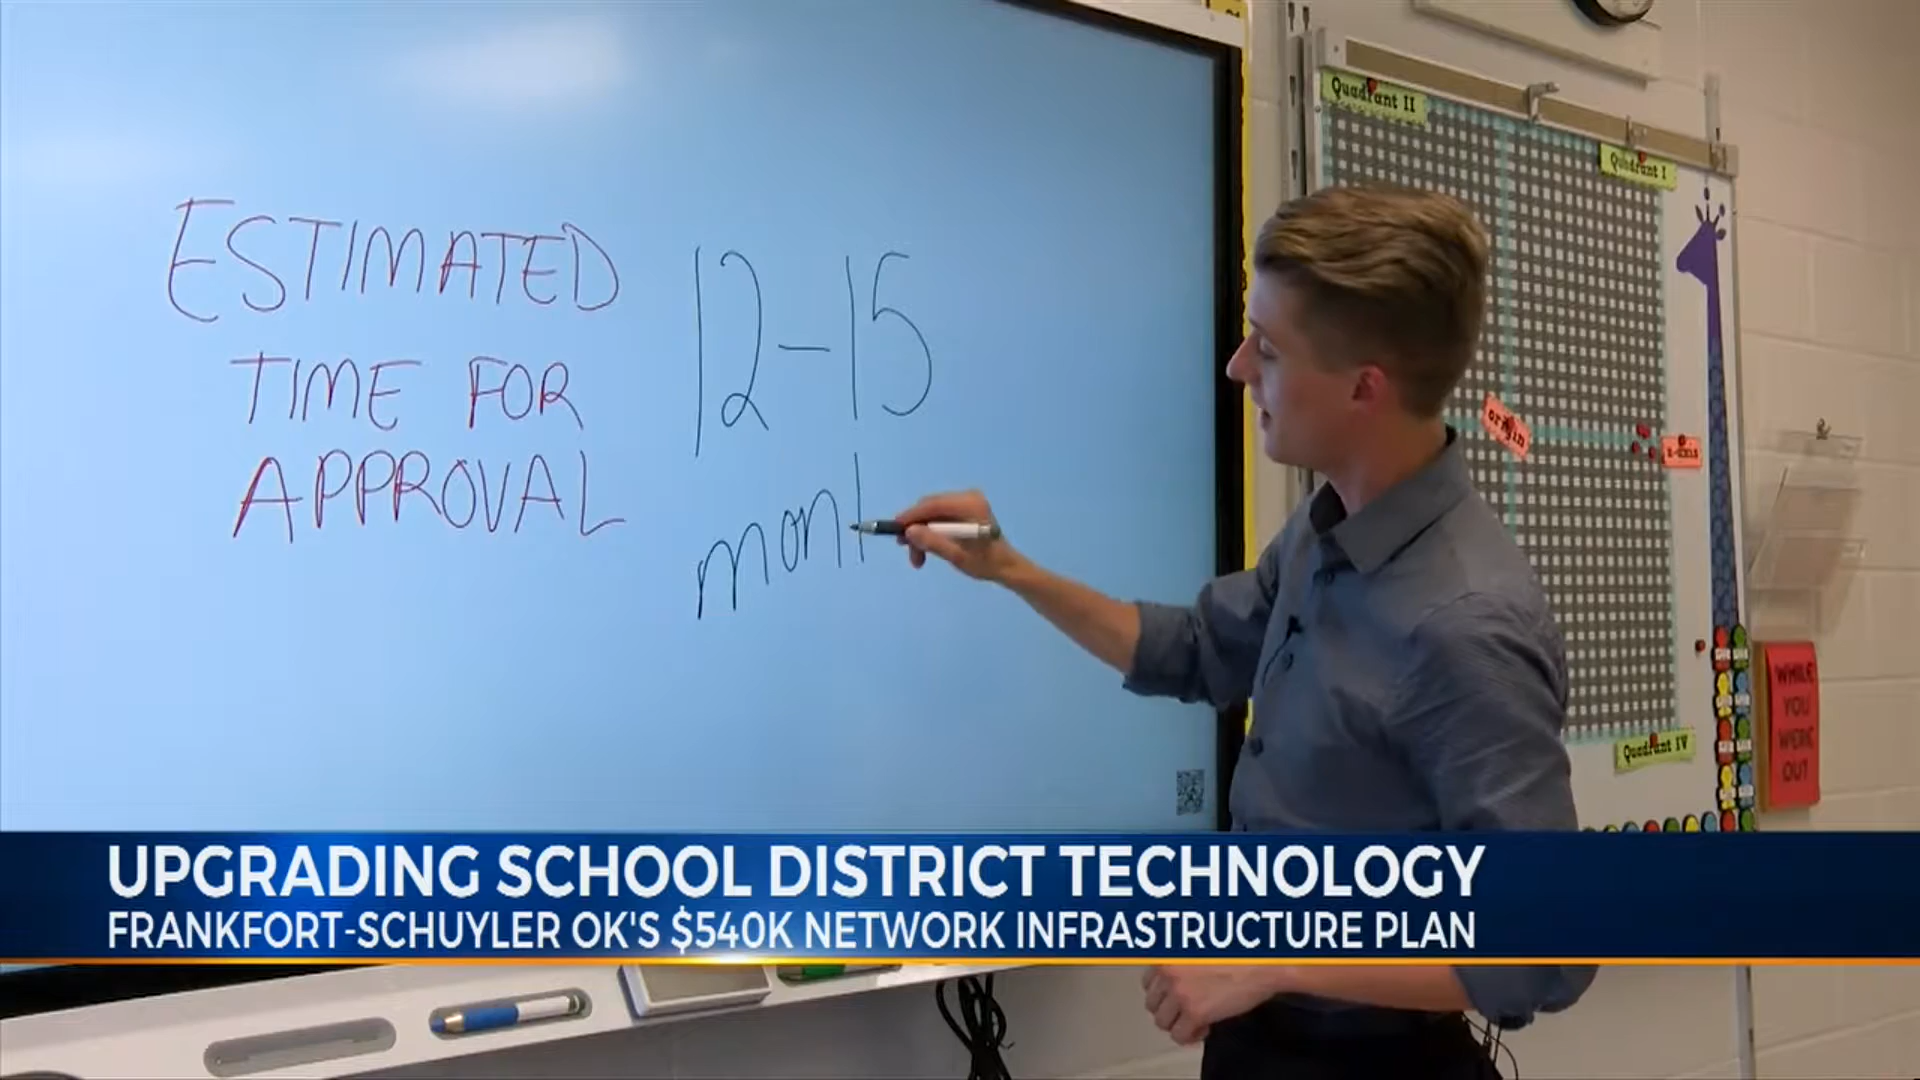 Quadrant II
Quadrant I
ESTIMATED
TIME FOR
APPROVAL
12-15
mont
origin
x-axis
WHILE
YOU
WERE
OUT
Quadrant IV
UPGRADING SCHOOL DISTRICT TECHNOLOGY
FRANKFORT-SCHUYLER OK'S $540K NETWORK INFRASTRUCTURE PLAN